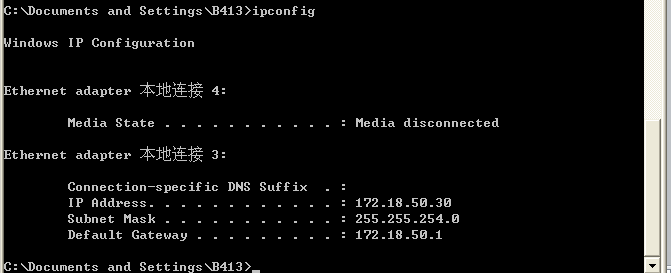 C:\Documents and Settings\B413>ipconfig
Windows IP Configuration
Ethernet adapter 本地连接 4:
Media State . . . . . . . . . . . : Media disconnected
Ethernet adapter 本地连接 3:
Connection-specific DNS Suffix  . :
IP Address. . . . . . . . . . . . : 172.18.50.30
Subnet Mask . . . . . . . . . . . : 255.255.254.0
Default Gateway . . . . . . . . . : 172.18.50.1
C:\Documents and Settings\B413>_